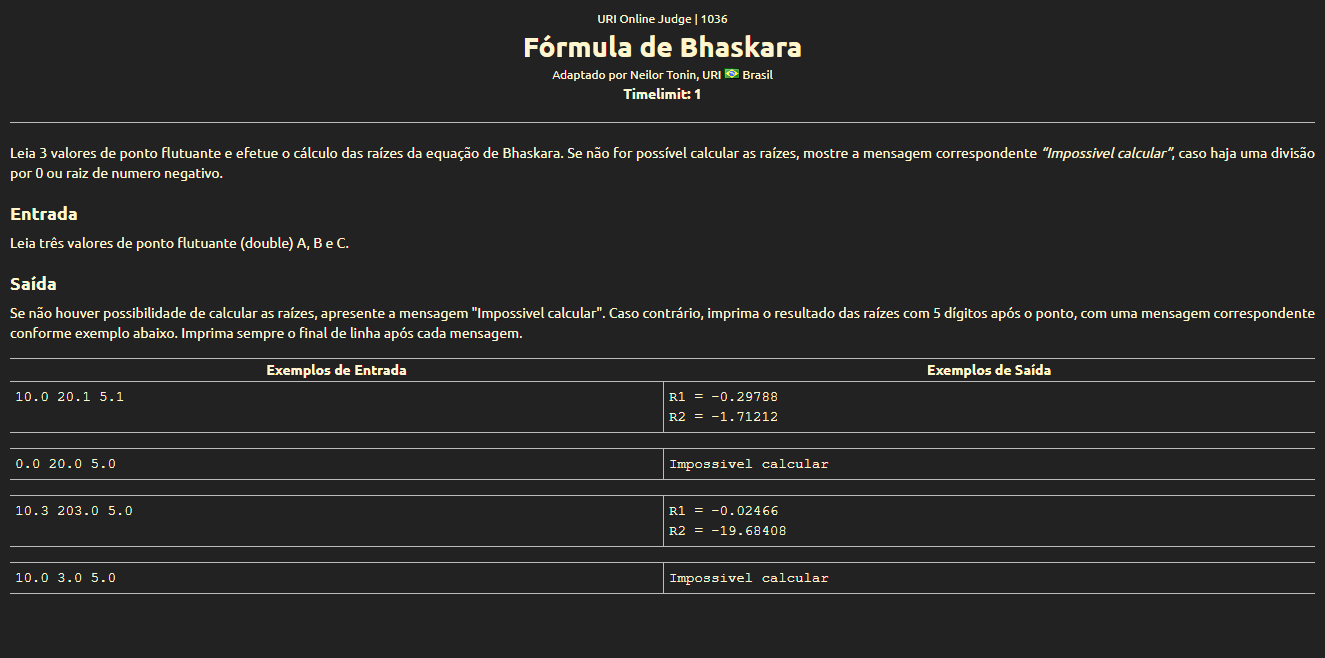 URI Online Judge | 1036
Fórmula de Bhaskara
Adaptado por Neilor Tonin, URI Brasil
Timelimit: 1
Leia 3 valores de ponto flutuante e efetue o cálculo das raízes da equação de Bhaskara. Se não for possível calcular as raízes, mostre a mensagem correspondente “Impossivel calcular”, caso haja uma divisão
por 0 ou raiz de numero negativo.
Entrada
Leia três valores de ponto flutuante (double) A, B e C.
Saída
Se não houver possibilidade de calcular as raízes, apresente a mensagem "Impossivel calcular". Caso contrário, imprima o resultado das raízes com 5 dígitos após o ponto, com uma mensagem correspondente
conforme exemplo abaixo. Imprima sempre o final de linha após cada mensagem.
Exemplos de Entrada Exemplos de Saída
10.0 20.1 5.1 R1 = -0.29788
R2 = -1.71212
0.0 20.0 5.0 Impossivel calcular
10.3 203.0 5.0 R1 = -0.02466
R2 = -19.68408
10.0 3.0 5.0 Impossivel calcular